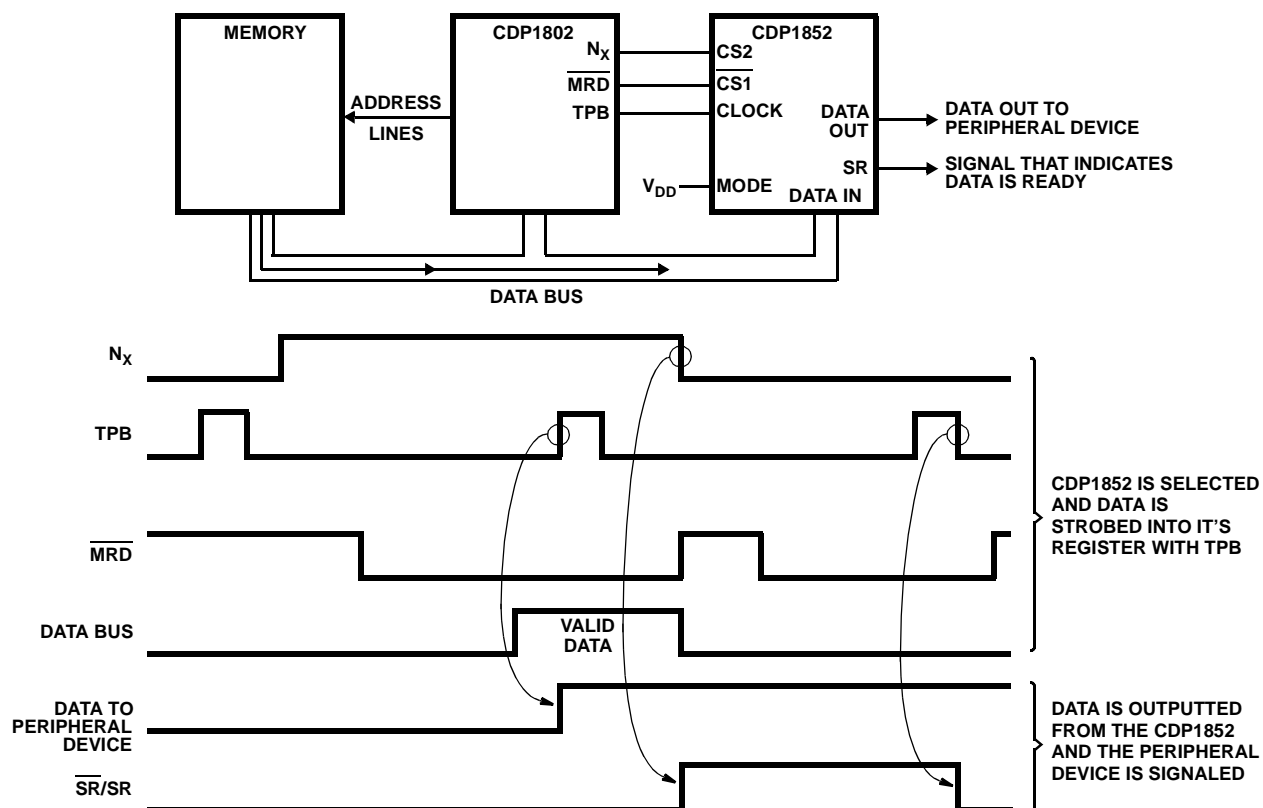 MEMORY
CDP1802
CDP1852
NX
CS2
MRD
CS1
TPB
CLOCK
ADDRESS
LINES
DATA
OUT
DATA OUT TO
PERIPHERAL DEVICE
SR
SIGNAL THAT INDICATES
DATA IS READY
VDD
MODE
DATA IN
DATA BUS
NX
TPB
MRD
DATA BUS
VALID
DATA
CDP1852 IS SELECTED
AND DATA IS
STROBED INTO IT’S
REGISTER WITH TPB
DATA TO
PERIPHERAL
DEVICE
SR/SR
DATA IS OUTPUTTED
FROM THE CDP1852
AND THE PERIPHERAL
DEVICE IS SIGNALED